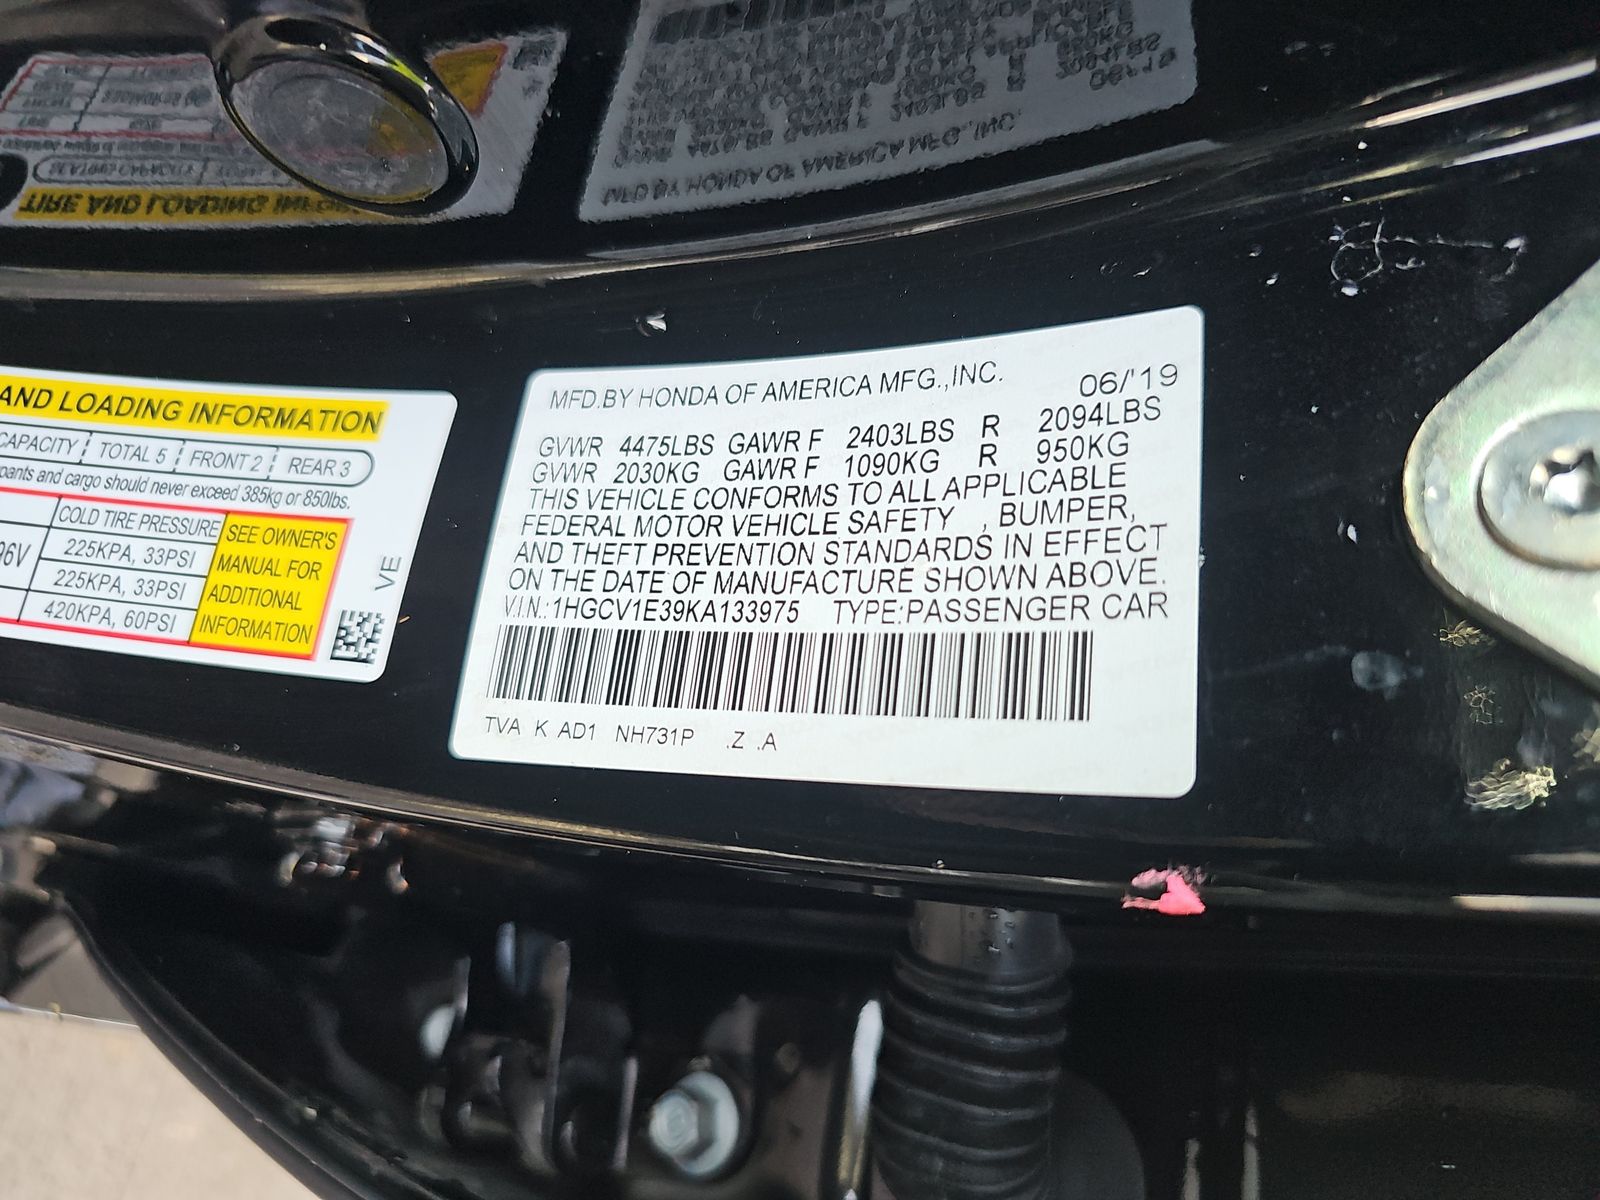 AND LOADING INFORMATION
CAPACITY TOTAL 5 FRONT 2 REAR 3
and cargo should never exceed 385kg or 850lbs.
COLD TIRE PRESSURE
96V 225KPA, 33PSI
225KPA, 33PSI
420KPA, 60PSI
SEE OWNER'S
MANUAL FOR
ADDITIONAL
INFORMATION
VE
MFD.BY HONDA OF AMERICA MFG.,INC. 06/'19
GVWR 4475LBS GAWR F 2403LBS R 2094LBS
GVWR 2030KG GAWR F 1090KG R 950KG
THIS VEHICLE CONFORMS TO ALL APPLICABLE
FEDERAL MOTOR VEHICLE SAFETY , BUMPER,
AND THEFT PREVENTION STANDARDS IN EFFECT
ON THE DATE OF MANUFACTURE SHOWN ABOVE.
V.I.N.:1HGCV1E39KA133975 TYPE:PASSENGER CAR
TVA K AD1 NH731P .Z .A